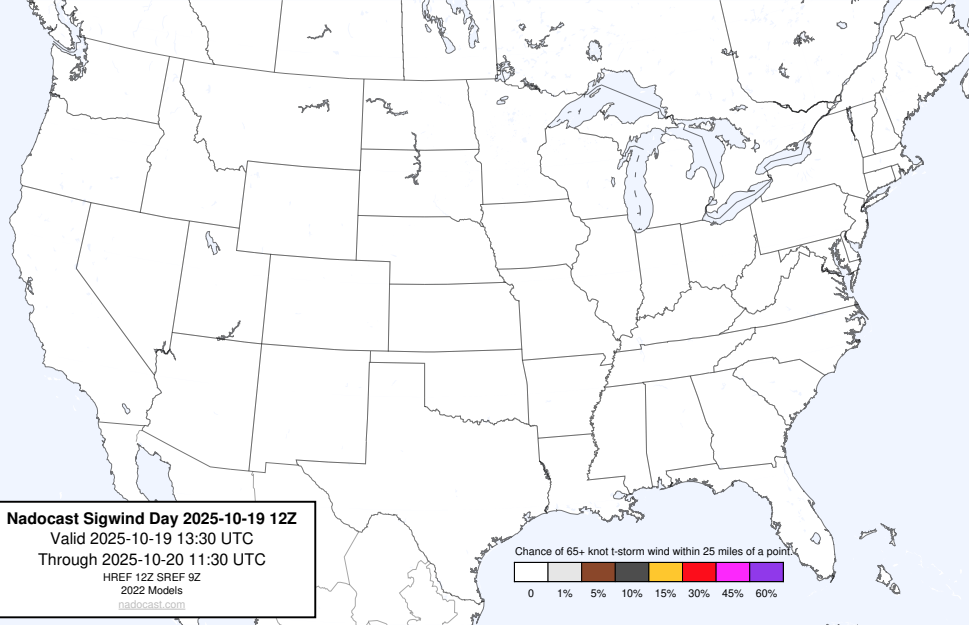 Nadocast Sigwind Day 2025-10-19 12Z
Valid 2025-10-19 13:30 UTC
Through 2025-10-20 11:30 UTC
HREF 12Z SREF 9Z
2022 Models
nadocast.com
Chance of 65+ knot t-storm wind within 25 miles of a point.
0 1% 5% 10% 15% 30% 45% 60%